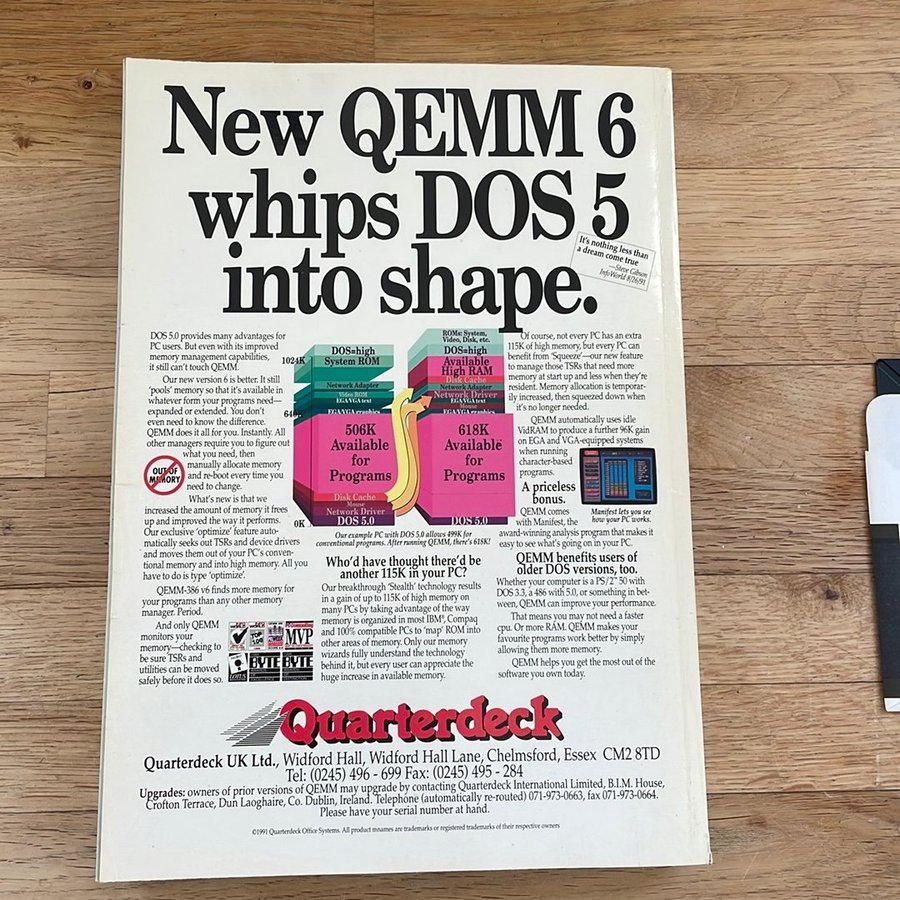 New QEMM 6
whips DOS 5
into shape.
It's nothing less than
a dream come true
—Steve Gibson
InfoWorld 8/26/91
DOS 5.0 provides many advantages for
PC users. But even with its improved
memory management capabilities,
it still can't touch QEMM.
Our new version 6 is better. It still
'pools' memory so that it's available in
whatever form your programs need—
expanded or extended. You don't
even need to know the difference.
QEMM does it all for you. Instantly. All
other managers require you to figure out
what you need, then
manually allocate memory
and re-boot every time you
need to change.
OUT OF
MEMORY
What's new is that we
increased the amount of memory it frees
up and improved the way it performs.
Our exclusive 'optimize' feature auto-
matically seeks out TSRs and device drivers
and moves them out of your PC's conven-
tional memory and into high memory. All you
have to do is type 'optimize'.
QEMM-386 v6 finds more memory for
your programs than any other memory
manager. Period.
And only QEMM
monitors your
memory—checking to
be sure TSRs and
utilities can be moved
safely before it does so.
MVP
BYTE
BYTE
1024K
640K
0K
DOS=high
System ROM
Network Adapter
Video ROM
EGA/VGA text
EGA/VGA graphics
506K
Available
for
Programs
Disk Cache
Mouse
Network Driver
DOS 5.0
ROMs: System,
Video, Disk, etc.
DOS=high
Available
High RAM
Disk Cache
Network Adapter
Network Driver
EGA/VGA text
EGA/VGA graphics
618K
Available
for
Programs
DOS 5.0
Our example PC with DOS 5.0 allows 499K for
conventional programs. After running QEMM, there's 618K!
Who'd have thought there'd be
another 115K in your PC?
Our breakthrough 'Stealth' technology results
in a gain of up to 115K of high memory on
many PCs by taking advantage of the way
memory is organized in most IBM®, Compaq
and 100% compatible PCs to 'map' ROM into
other areas of memory. Only our memory
wizards fully understand the technology
behind it, but every user can appreciate the
huge increase in available memory.
Of course, not every PC has an extra
115K of high memory, but every PC can
benefit from 'Squeeze'—our new feature
to manage those TSRs that need more
memory at start up and less when they're
resident. Memory allocation is temporar-
ily increased, then squeezed down when
it's no longer needed.
QEMM automatically uses idle
VidRAM to produce a further 96K gain
on EGA and VGA-equipped systems
when running
character-based
programs.
A priceless
bonus.
QEMM comes
with Manifest, the
award-winning analysis program that makes it
easy to see what's going on in your PC.
Manifest lets you see
how your PC works.
QEMM benefits users of
older DOS versions, too.
Whether your computer is a PS/2™ 50 with
DOS 3.3, a 486 with 5.0, or something in bet-
ween, QEMM can improve your performance.
That means you may not need a faster
cpu. Or more RAM. QEMM makes your
favourite programs work better by simply
allowing them more memory.
QEMM helps you get the most out of the
software you own today.
Quarterdeck
Quarterdeck UK Ltd., Widford Hall, Widford Hall Lane, Chelmsford, Essex CM2 8TD
Tel: (0245) 496 - 699 Fax: (0245) 495 - 284
Upgrades: owners of prior versions of QEMM may upgrade by contacting Quarterdeck International Limited, B.I.M. House,
Crofton Terrace, Dun Laoghaire, Co. Dublin, Ireland. Telephone (automatically re-routed) 071-973-0663, fax 071-973-0664.
Please have your serial number at hand.
©1991 Quarterdeck Office Systems. All product mneames are trademarks or registered trademarks of their respective owners